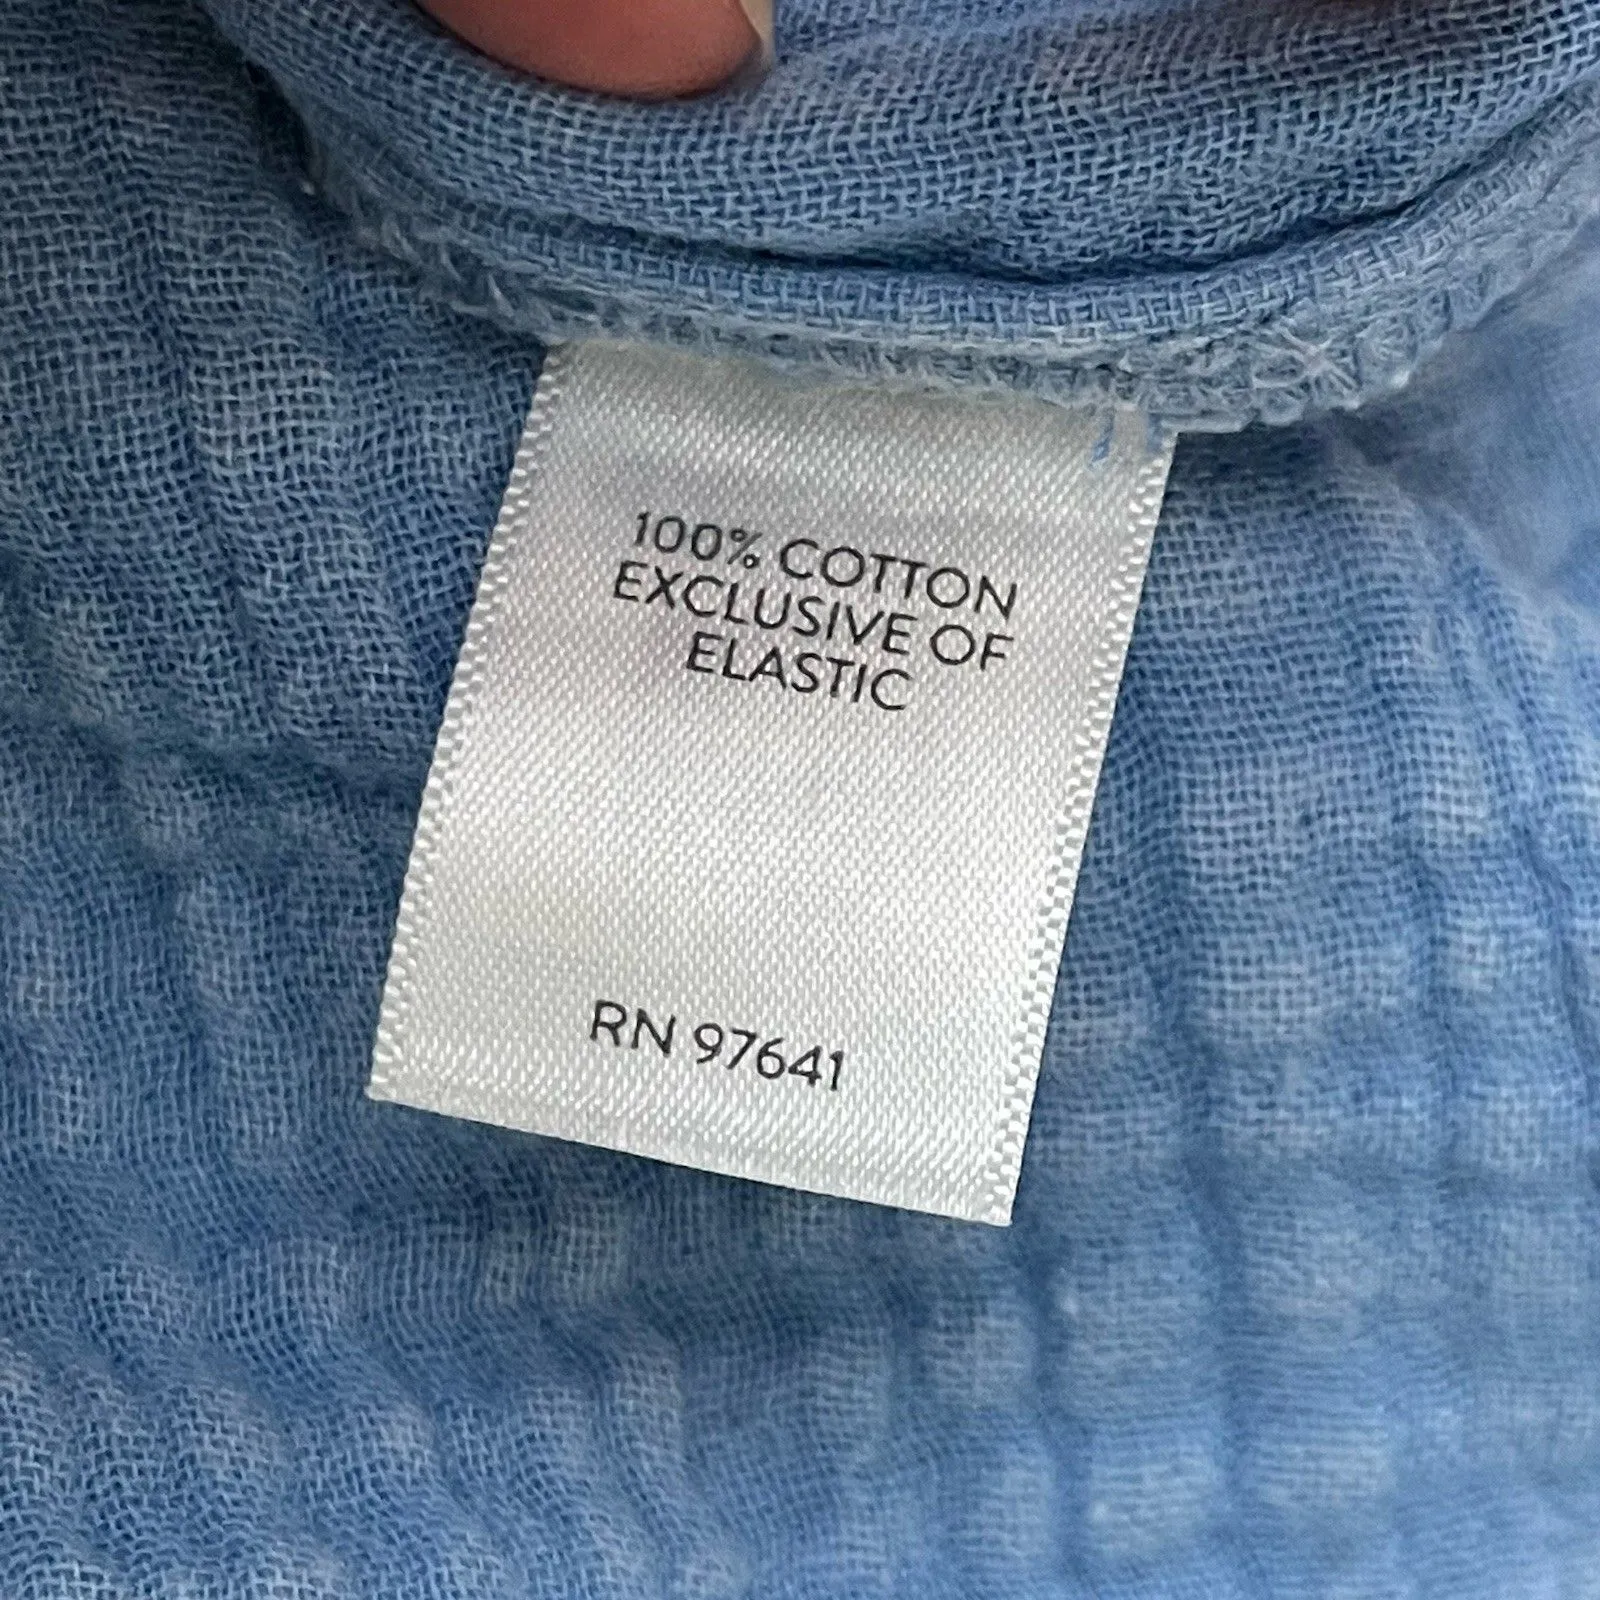 100% COTTON
EXCLUSIVE OF
ELASTIC
RN 97641